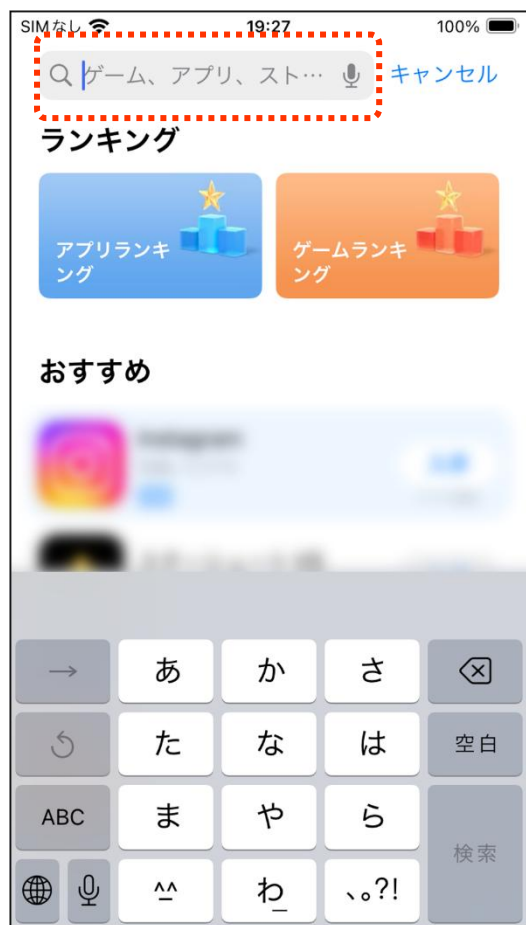 SIMなし 19:27 100%
ゲーム、アプリ、スト… キャンセル
ランキング
アプリランキ
ング
ゲームランキ
ング
おすすめ
Instagram
→ あ か さ
た な は 空白
ABC ま や ら
検索
^^ わ_ 、。?!